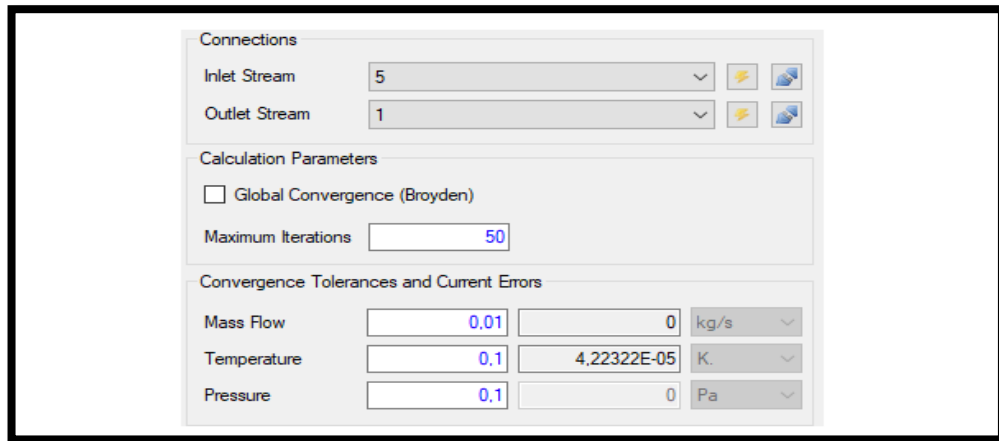 Connections
Inlet Stream 5
Outlet Stream 1
Calculation Parameters
Global Convergence (Broyden)
Maximum Iterations 50
Convergence Tolerances and Current Errors
Mass Flow 0,01 0 kg/s
Temperature 0,1 4,22322E-05 K.
Pressure 0,1 0 Pa